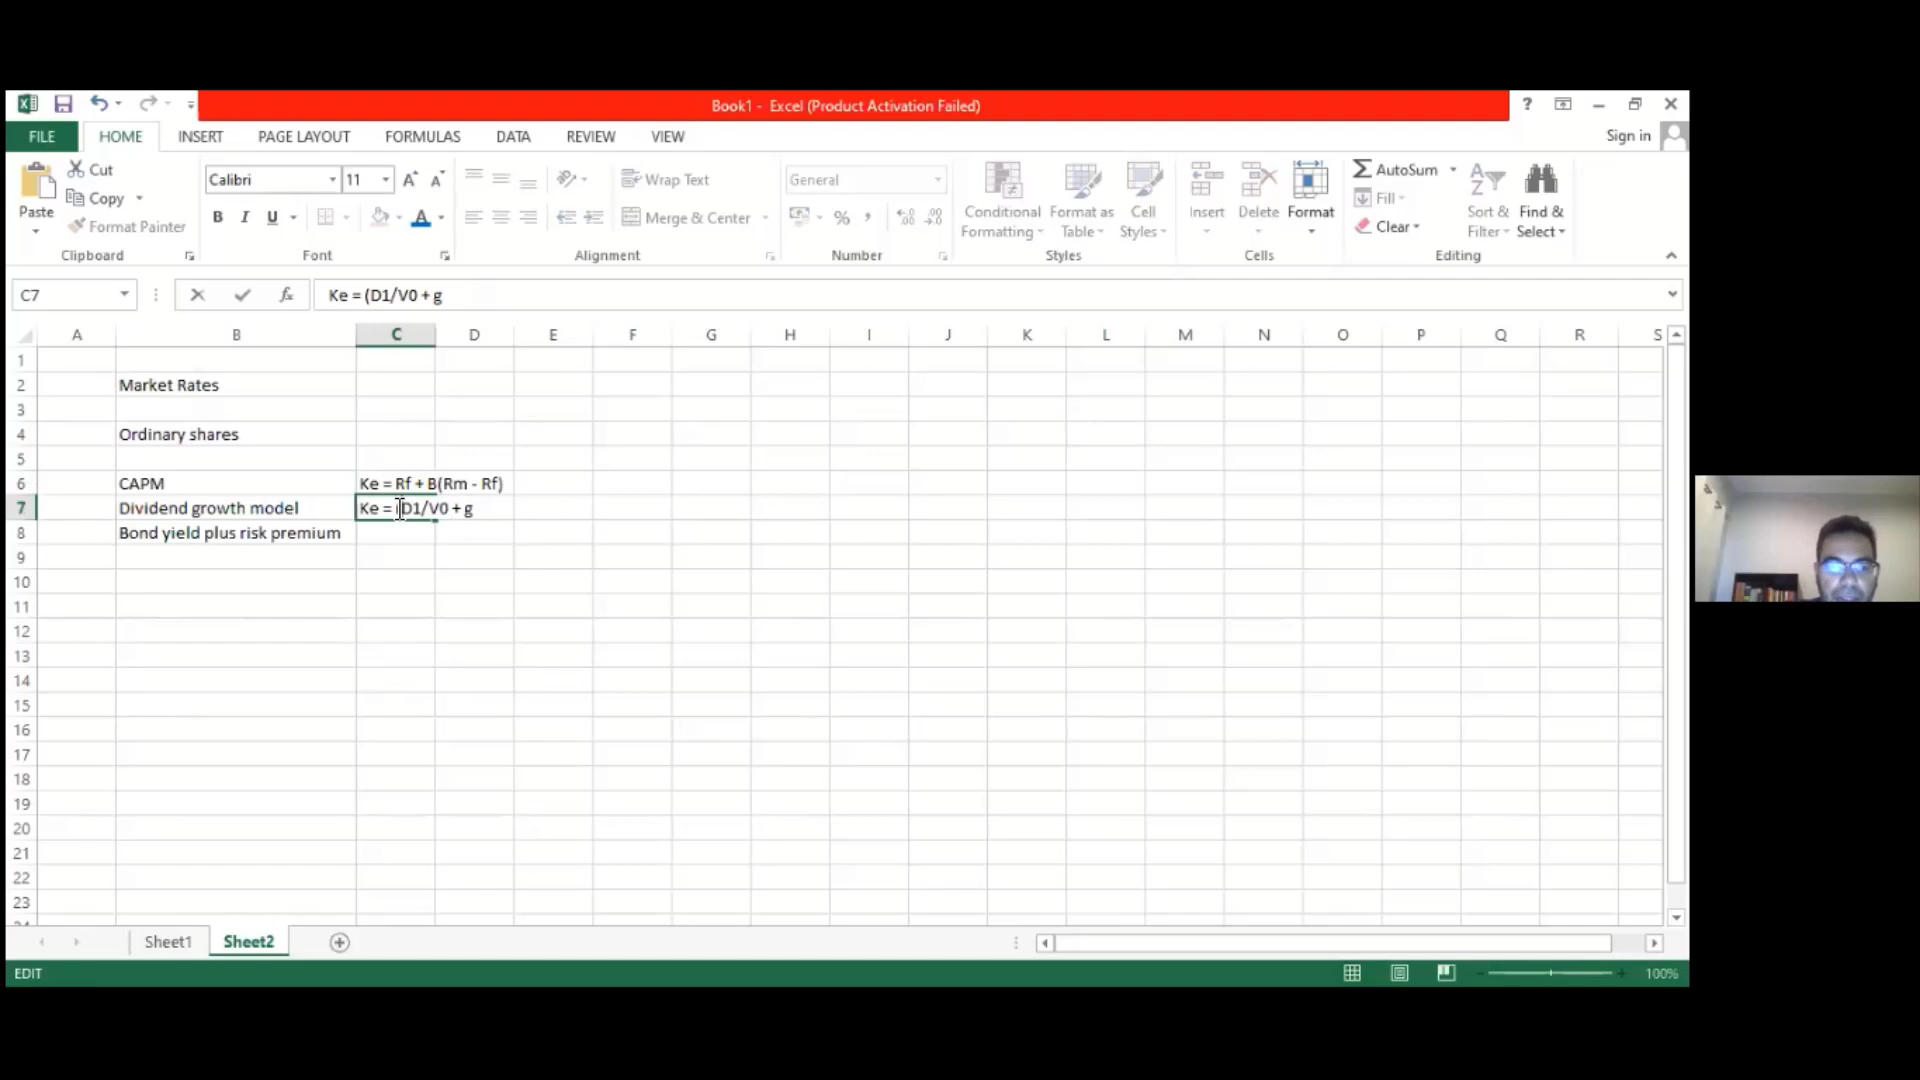 Book1 - Excel (Product Activation Failed)
?
FILE HOME INSERT PAGE LAYOUT FORMULAS DATA REVIEW VIEW Sign in
Paste Cut Copy Format Painter Clipboard
Calibri 11 A A B I U A Font
Wrap Text Merge & Center Alignment
General % Number
Conditional Formatting Format as Table Cell Styles Styles
Insert Delete Format Cells
AutoSum Fill Clear Sort & Filter Find & Select Editing
C7 fx Ke = (D1/V0 + g
A B C D E F G H I J K L M N O P Q R S
1
2 Market Rates
3
4 Ordinary shares
5
6 CAPM Ke = Rf + B(Rm - Rf)
7 Dividend growth model Ke = (D1/V0 + g
8 Bond yield plus risk premium
9
10
11
12
13
14
15
16
17
18
19
20
21
22
23
Sheet1 Sheet2
EDIT 100%